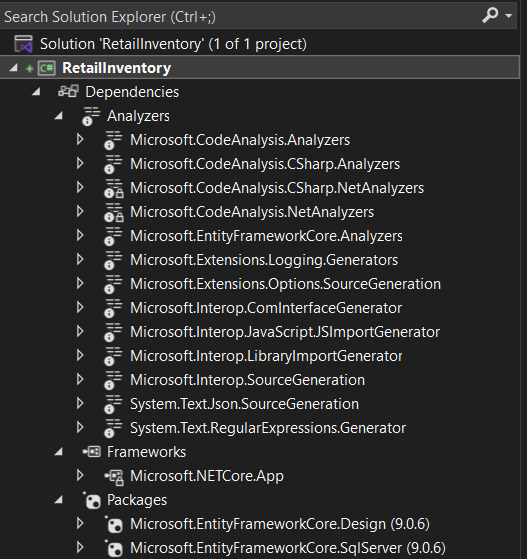 Search Solution Explorer (Ctrl+;)
Solution 'RetailInventory' (1 of 1 project)
+ C# RetailInventory
Dependencies
Analyzers
Microsoft.CodeAnalysis.Analyzers
Microsoft.CodeAnalysis.CSharp.Analyzers
Microsoft.CodeAnalysis.CSharp.NetAnalyzers
Microsoft.CodeAnalysis.NetAnalyzers
Microsoft.EntityFrameworkCore.Analyzers
Microsoft.Extensions.Logging.Generators
Microsoft.Extensions.Options.SourceGeneration
Microsoft.Interop.ComInterfaceGenerator
Microsoft.Interop.JavaScript.JSImportGenerator
Microsoft.Interop.LibraryImportGenerator
Microsoft.Interop.SourceGeneration
System.Text.Json.SourceGeneration
System.Text.RegularExpressions.Generator
Frameworks
Microsoft.NETCore.App
Packages
Microsoft.EntityFrameworkCore.Design (9.0.6)
Microsoft.EntityFrameworkCore.SqlServer (9.0.6)